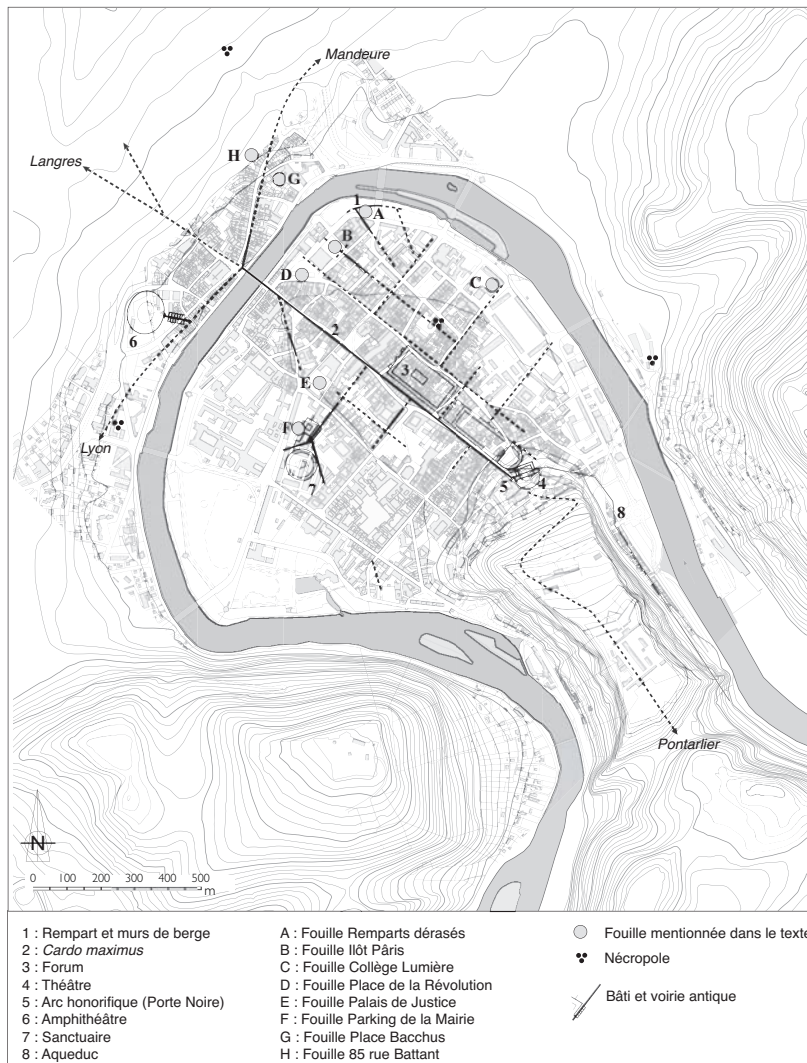 Mandeure
Langres
H
G
1
A
B
D
C
2
6
3
E
Lyon
F
7
5
4
8
Pontarlier
N
0 100 200 300 400 500
m
1 : Rempart et murs de berge
2 : Cardo maximus
3 : Forum
4 : Théâtre
5 : Arc honorifique (Porte Noire)
6 : Amphithéâtre
7 : Sanctuaire
8 : Aqueduc
A : Fouille Remparts dérasés
B : Fouille Ilôt Pâris
C : Fouille Collège Lumière
D : Fouille Place de la Révolution
E : Fouille Palais de Justice
F : Fouille Parking de la Mairie
G : Fouille Place Bacchus
H : Fouille 85 rue Battant
Fouille mentionnée dans le texte
Nécropole
Bâti et voirie antique